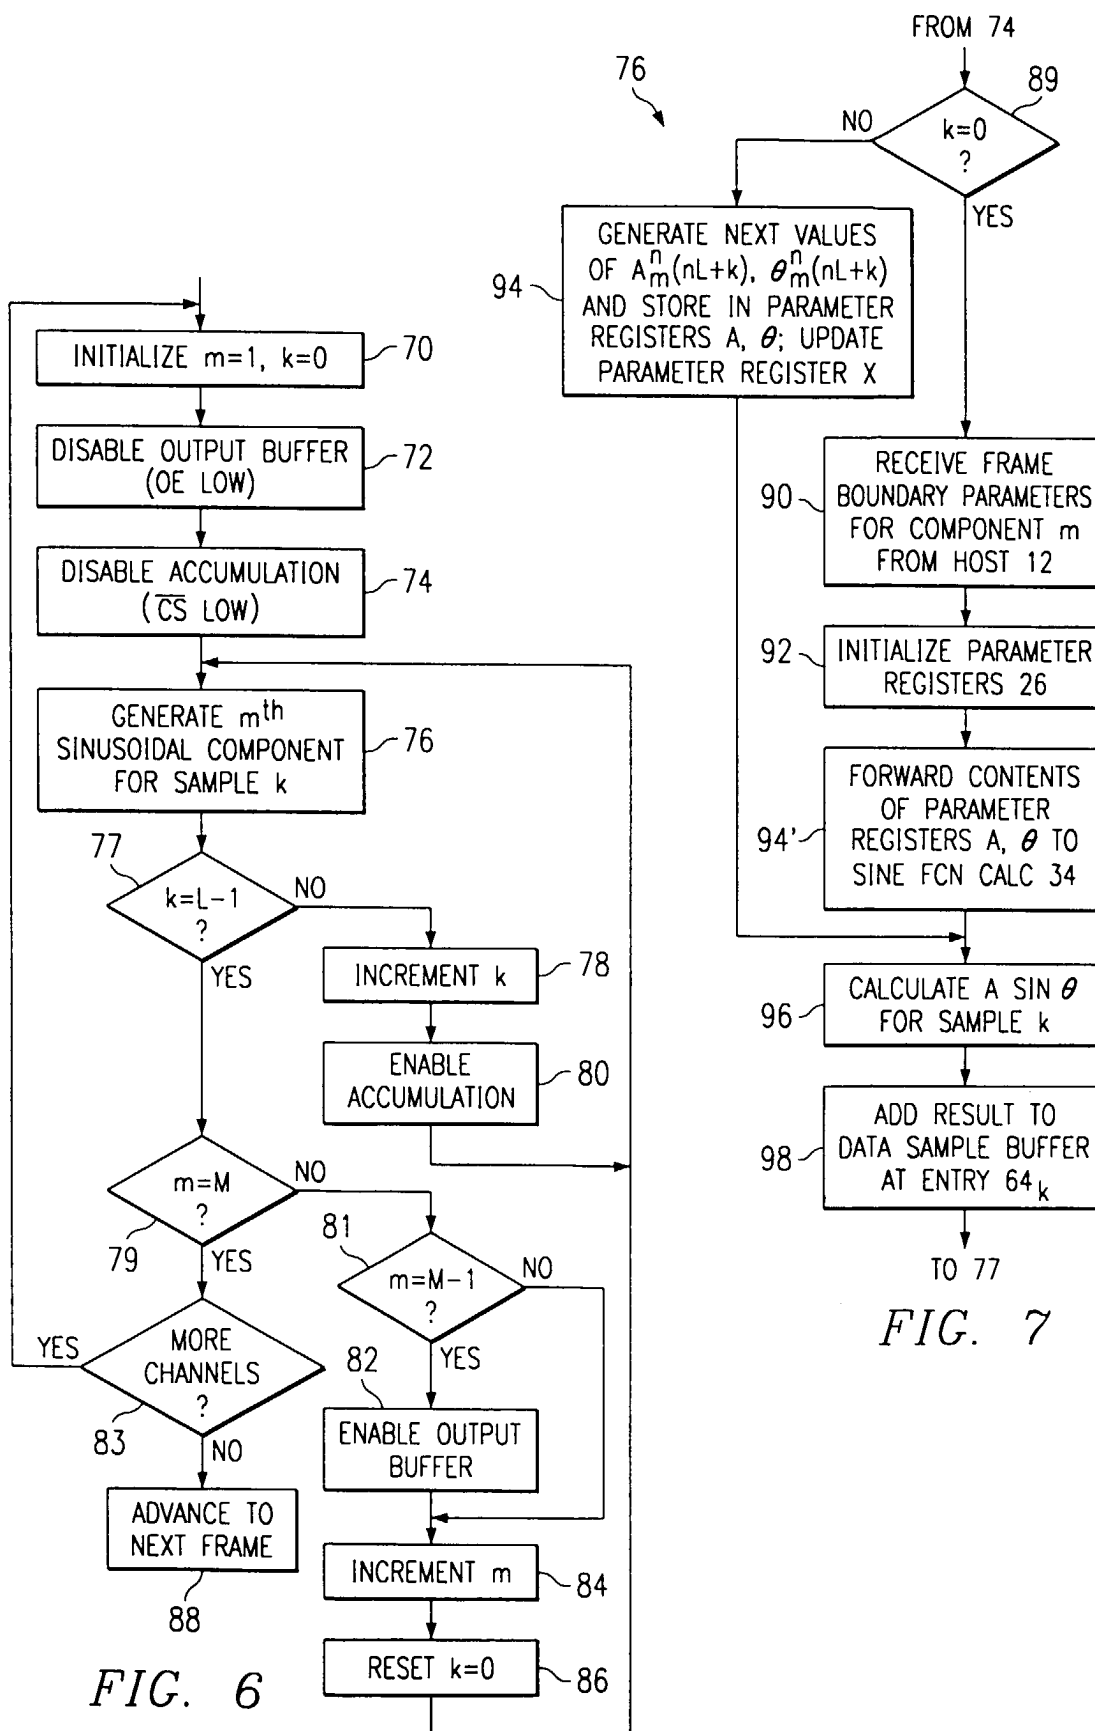 INITIALIZE m=1, k=0
70
DISABLE OUTPUT BUFFER
(OE LOW)
72
DISABLE ACCUMULATION
(C̅S̅ LOW)
74
GENERATE mth
SINUSOIDAL COMPONENT
FOR SAMPLE k
76
77
k=L-1
?
NO
YES
INCREMENT k
78
ENABLE
ACCUMULATION
80
m=M
?
NO
79
YES
81
m=M-1
?
NO
YES
YES
MORE
CHANNELS
?
83
NO
82
ENABLE OUTPUT
BUFFER
ADVANCE TO
NEXT FRAME
88
INCREMENT m
84
RESET k=0
86
FIG. 6
FROM 74
76
89
k=0
?
NO
YES
94
GENERATE NEXT VALUES
OF Anm(nL+k), θnm(nL+k)
AND STORE IN PARAMETER
REGISTERS A, θ; UPDATE
PARAMETER REGISTER X
90
RECEIVE FRAME
BOUNDARY PARAMETERS
FOR COMPONENT m
FROM HOST 12
92
INITIALIZE PARAMETER
REGISTERS 26
94'
FORWARD CONTENTS
OF PARAMETER
REGISTERS A, θ TO
SINE FCN CALC 34
96
CALCULATE A SIN θ
FOR SAMPLE k
98
ADD RESULT TO
DATA SAMPLE BUFFER
AT ENTRY 64k
TO 77
FIG. 7